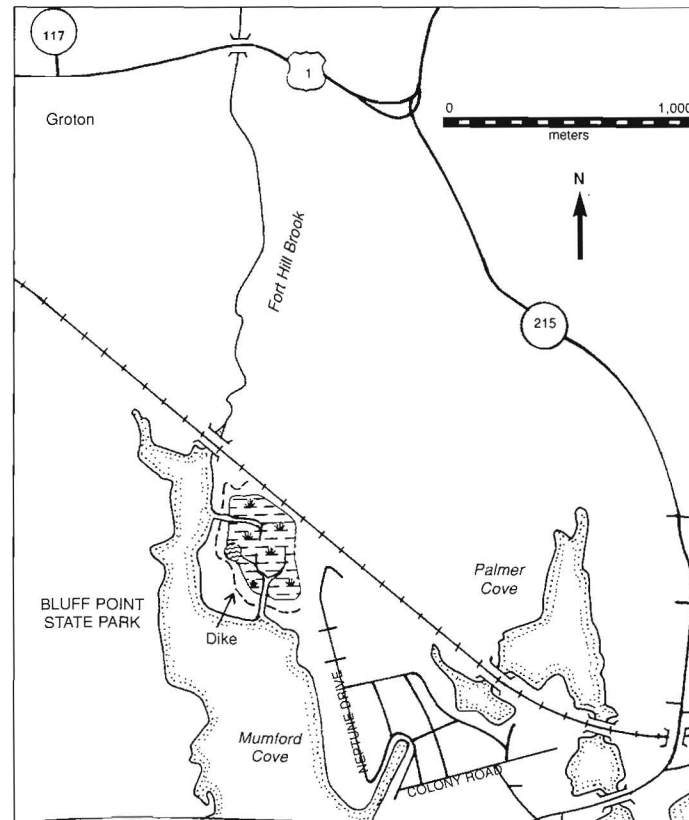 117
1
Groton
0 1,000
meters
N
Fort Hill Brook
215
Palmer
Cove
BLUFF POINT
STATE PARK
Dike
NEPTUNE DRIVE
Mumford
Cove
COLONY ROAD